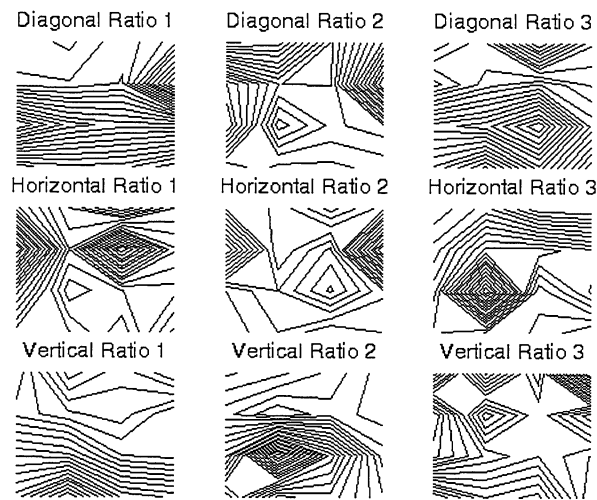 Diagonal Ratio 1 Diagonal Ratio 2 Diagonal Ratio 3
Horizontal Ratio 1 Horizontal Ratio 2 Horizontal Ratio 3
Vertical Ratio 1 Vertical Ratio 2 Vertical Ratio 3